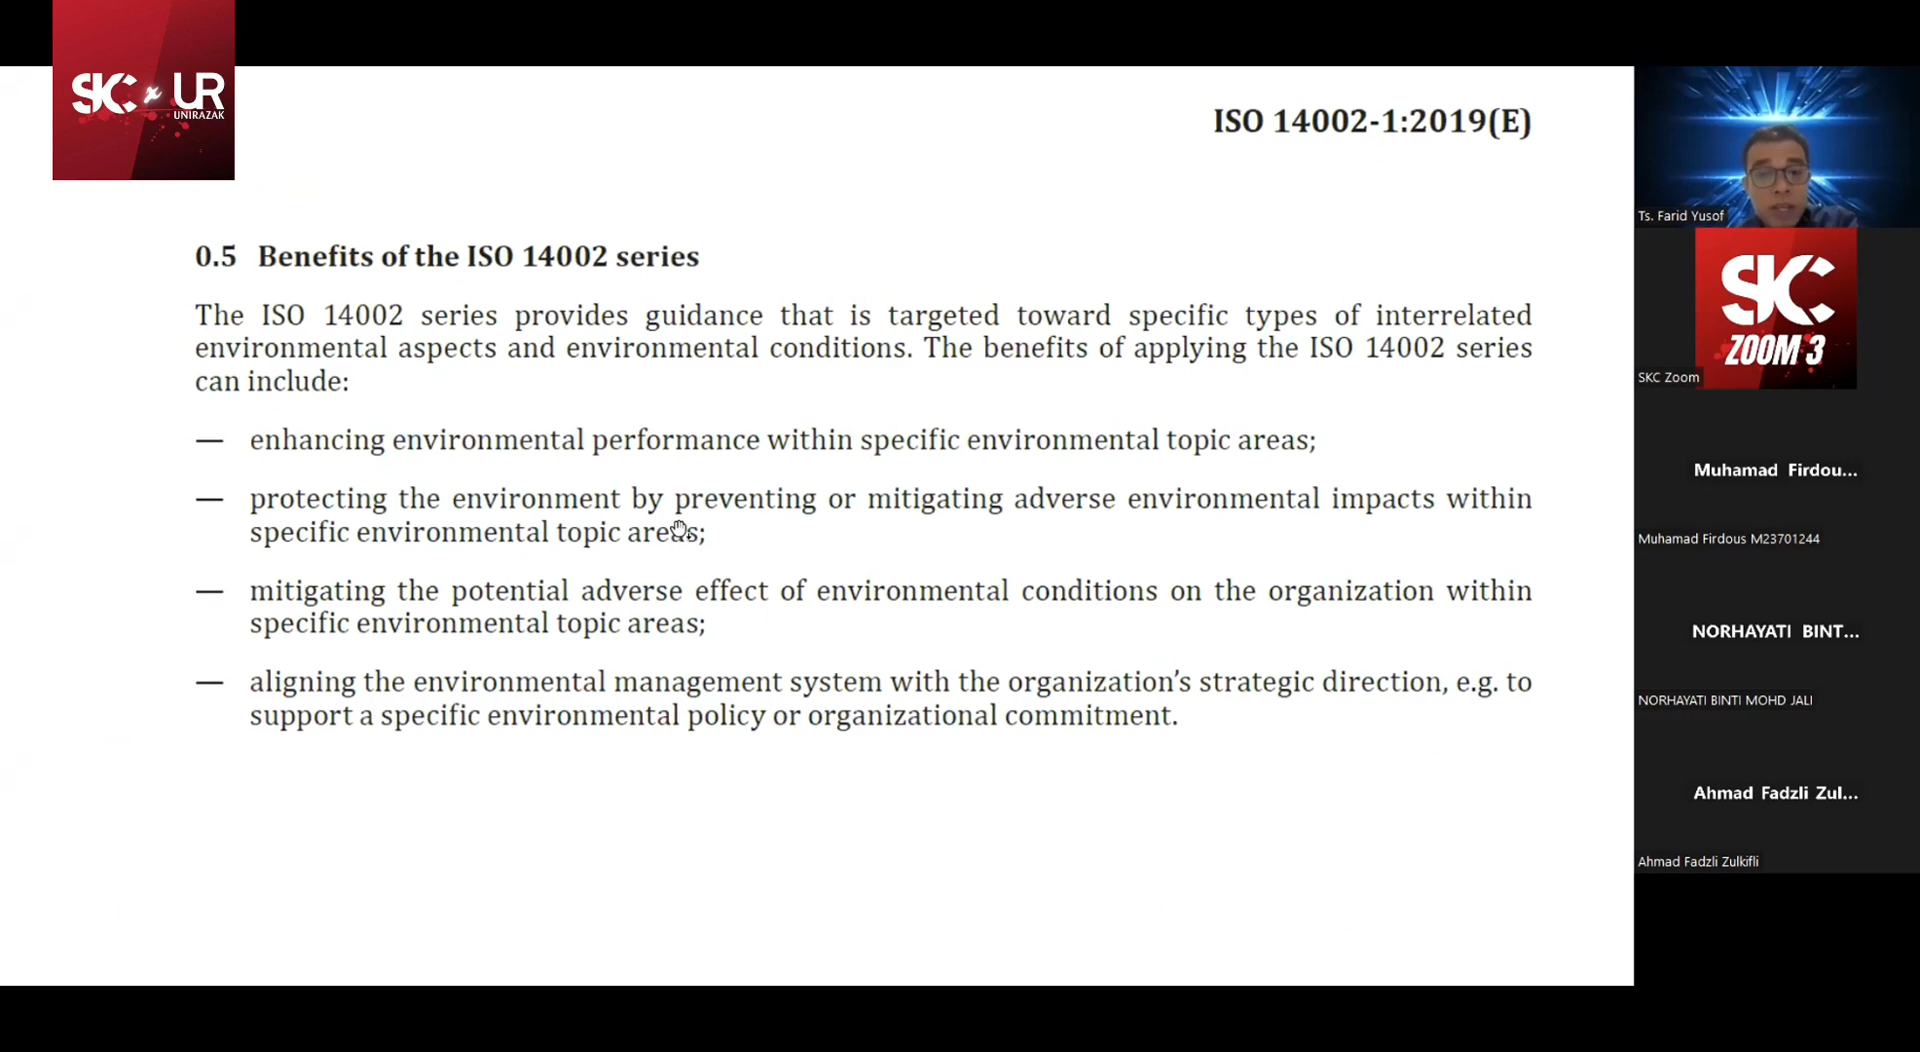 SKC x UR
UNIRAZAK
ISO 14002-1:2019(E)
0.5 Benefits of the ISO 14002 series
The ISO 14002 series provides guidance that is targeted toward specific types of interrelated
environmental aspects and environmental conditions. The benefits of applying the ISO 14002 series
can include:
— enhancing environmental performance within specific environmental topic areas;
— protecting the environment by preventing or mitigating adverse environmental impacts within
specific environmental topic areas;
— mitigating the potential adverse effect of environmental conditions on the organization within
specific environmental topic areas;
— aligning the environmental management system with the organization’s strategic direction, e.g. to
support a specific environmental policy or organizational commitment.
Ts. Farid Yusof
SKC
ZOOM 3
SKC Zoom
Muhamad Firdou...
Muhamad Firdous M23701244
NORHAYATI BINT...
NORHAYATI BINTI MOHD JALI
Ahmad Fadzli Zul...
Ahmad Fadzli Zulkifli